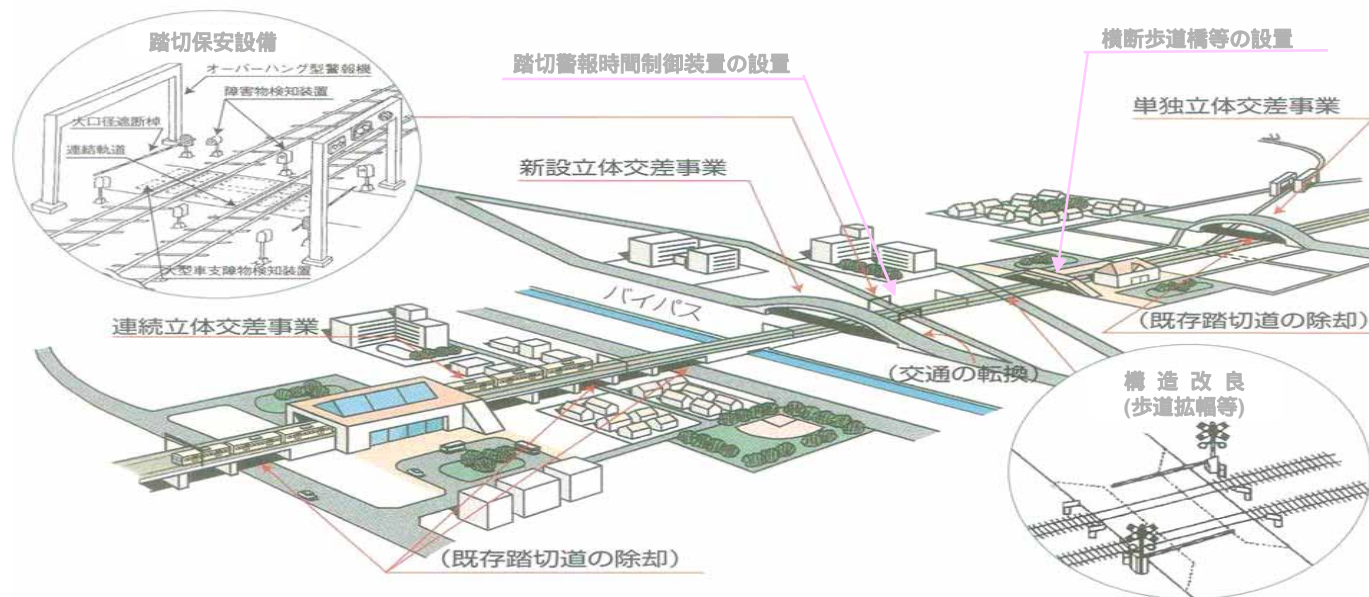 踏切保安設備
オーバーハング型警報機
障害物検知装置
大口径遮断棹
連結軌道
大型車支障物検知装置
踏切警報時間制御装置の設置
横断歩道橋等の設置
単独立体交差事業
新設立体交差事業
バイパス
連続立体交差事業
(既存踏切道の除却)
(交通の転換)
構造改良
(歩道拡幅等)
(既存踏切道の除却)